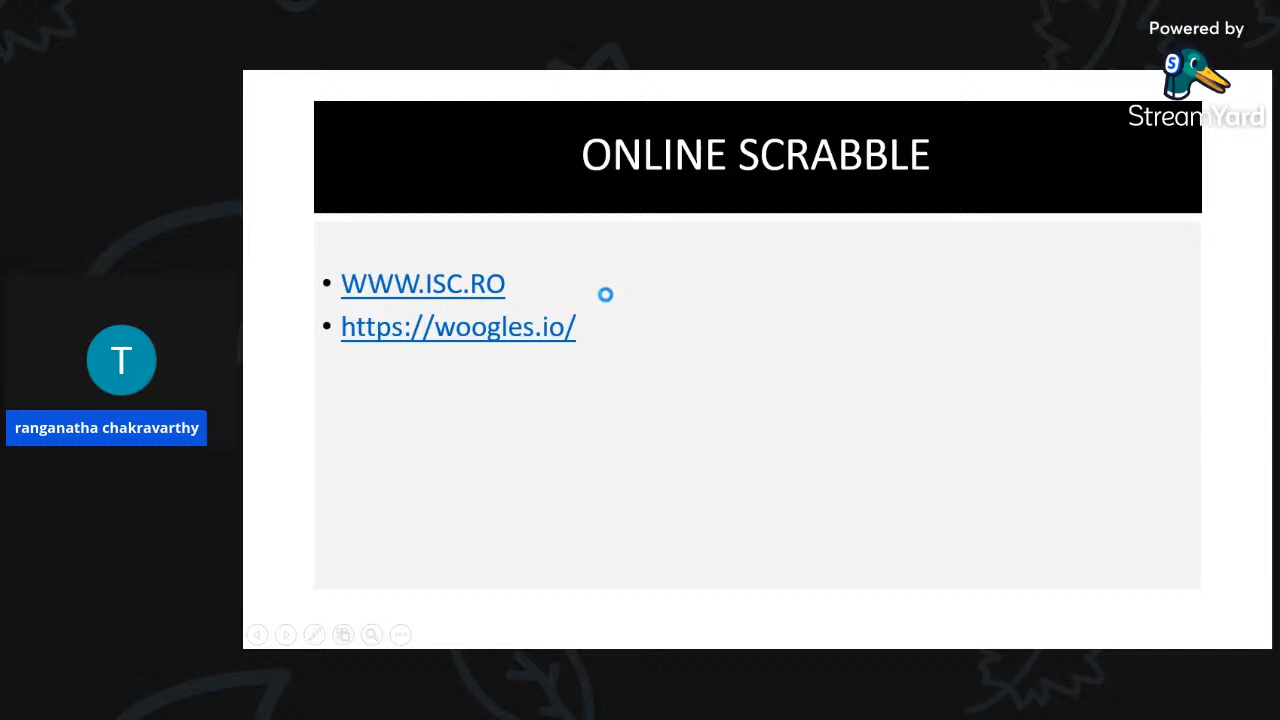 Powered by
S
StreamYard
ONLINE SCRABBLE
• WWW.ISC.RO
• https://woogles.io/
T
ranganatha chakravarthy